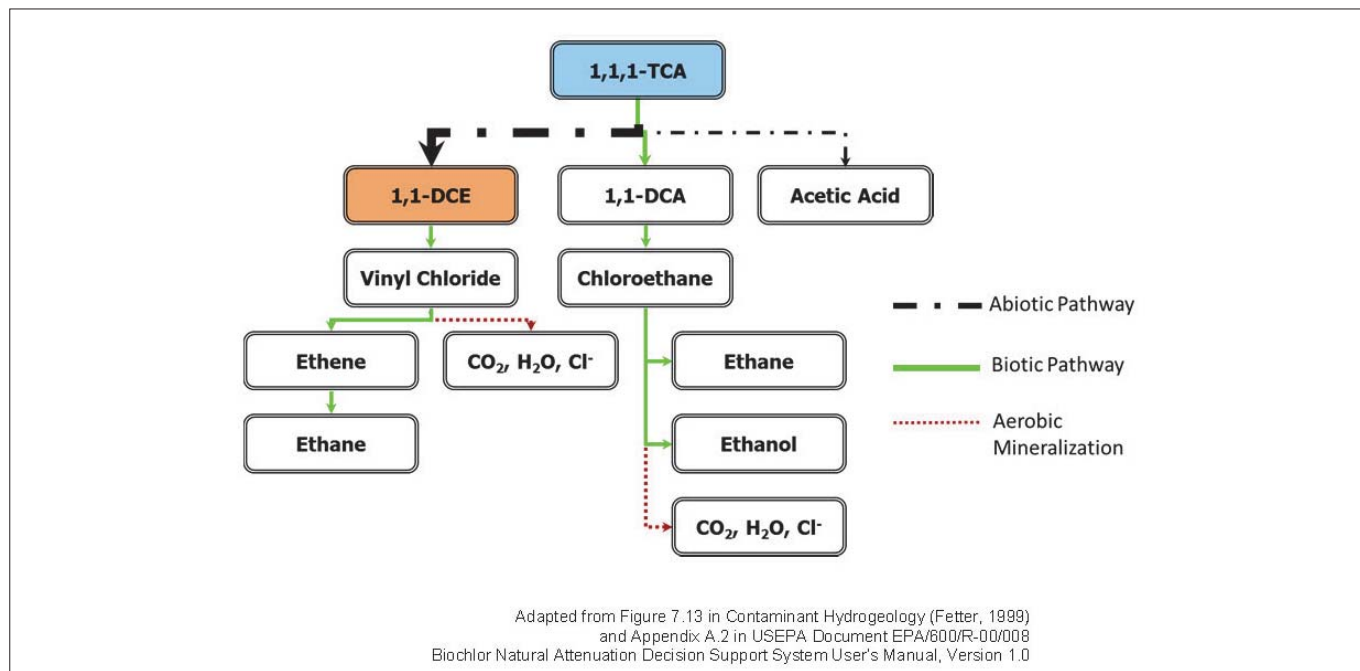 1,1,1-TCA
1,1-DCE
1,1-DCA
Acetic Acid
Vinyl Chloride
Chloroethane
Ethene
CO₂, H₂O, Cl⁻
Ethane
Ethane
Ethanol
CO₂, H₂O, Cl⁻
Abiotic Pathway
Biotic Pathway
Aerobic
Mineralization
Adapted from Figure 7.13 in Contaminant Hydrogeology (Fetter, 1999)
and Appendix A.2 in USEPA Document EPA/600/R-00/008
Biochlor Natural Attenuation Decision Support System User's Manual, Version 1.0